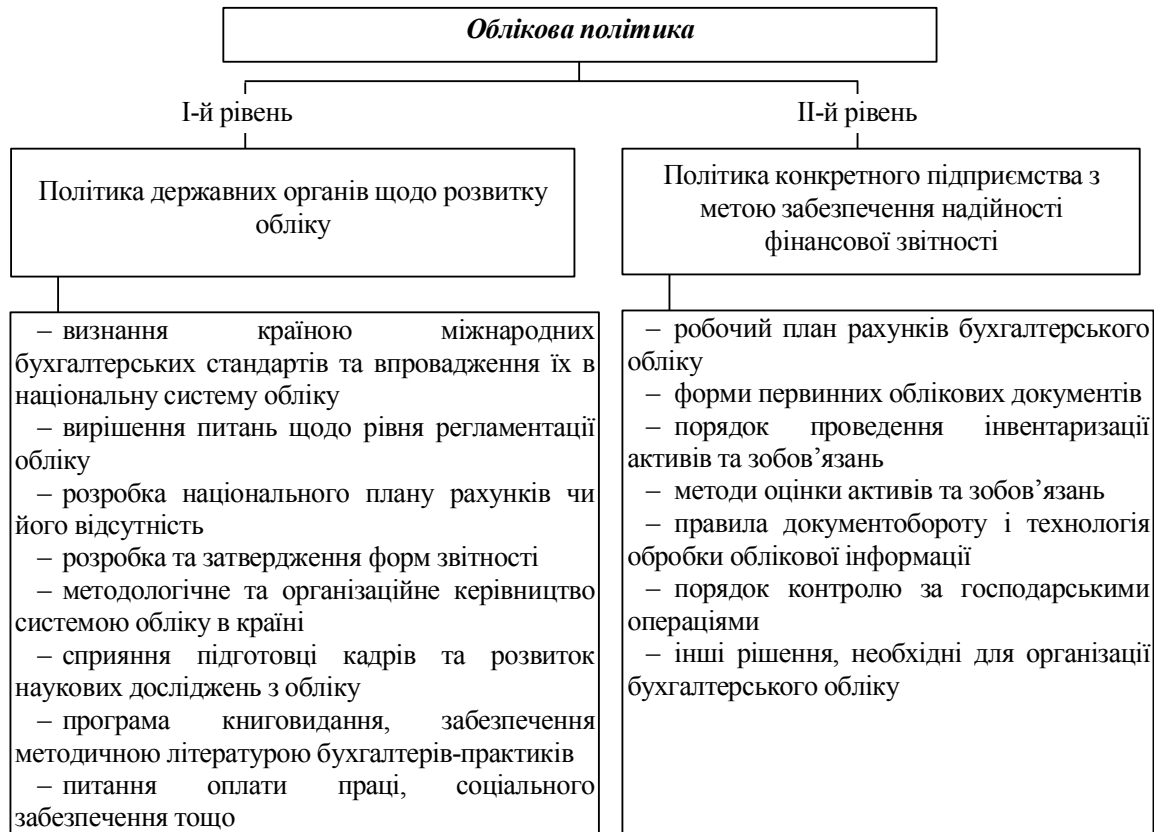 Облікова політика
І-й рівень
ІІ-й рівень
Політика державних органів щодо розвитку
обліку
Політика конкретного підприємства з
метою забезпечення надійності
фінансової звітності
– визнання країною міжнародних
бухгалтерських стандартів та впровадження їх в
національну систему обліку
– вирішення питань щодо рівня регламентації
обліку
– розробка національного плану рахунків чи
його відсутність
– розробка та затвердження форм звітності
– методологічне та організаційне керівництво
системою обліку в країні
– сприяння підготовці кадрів та розвиток
наукових досліджень з обліку
– програма книговидання, забезпечення
методичною літературою бухгалтерів-практиків
– питання оплати праці, соціального
забезпечення тощо
– робочий план рахунків бухгалтерського
обліку
– форми первинних облікових документів
– порядок проведення інвентаризації
активів та зобов’язань
– методи оцінки активів та зобов’язань
– правила документобороту і технологія
обробки облікової інформації
– порядок контролю за господарськими
операціями
– інші рішення, необхідні для організації
бухгалтерського обліку